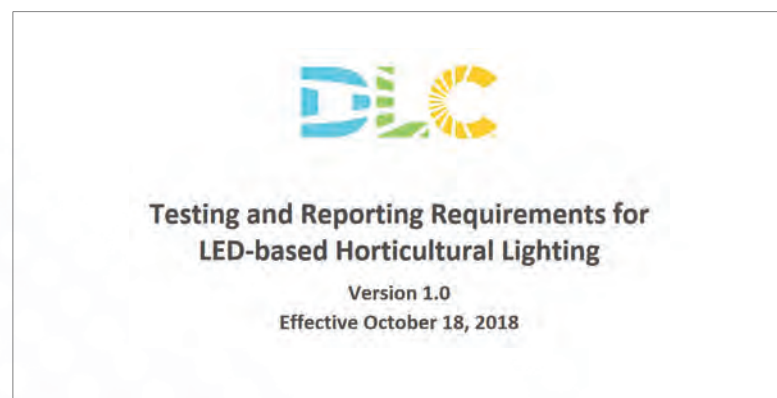 DLC
Testing and Reporting Requirements for
LED-based Horticultural Lighting
Version 1.0
Effective October 18, 2018